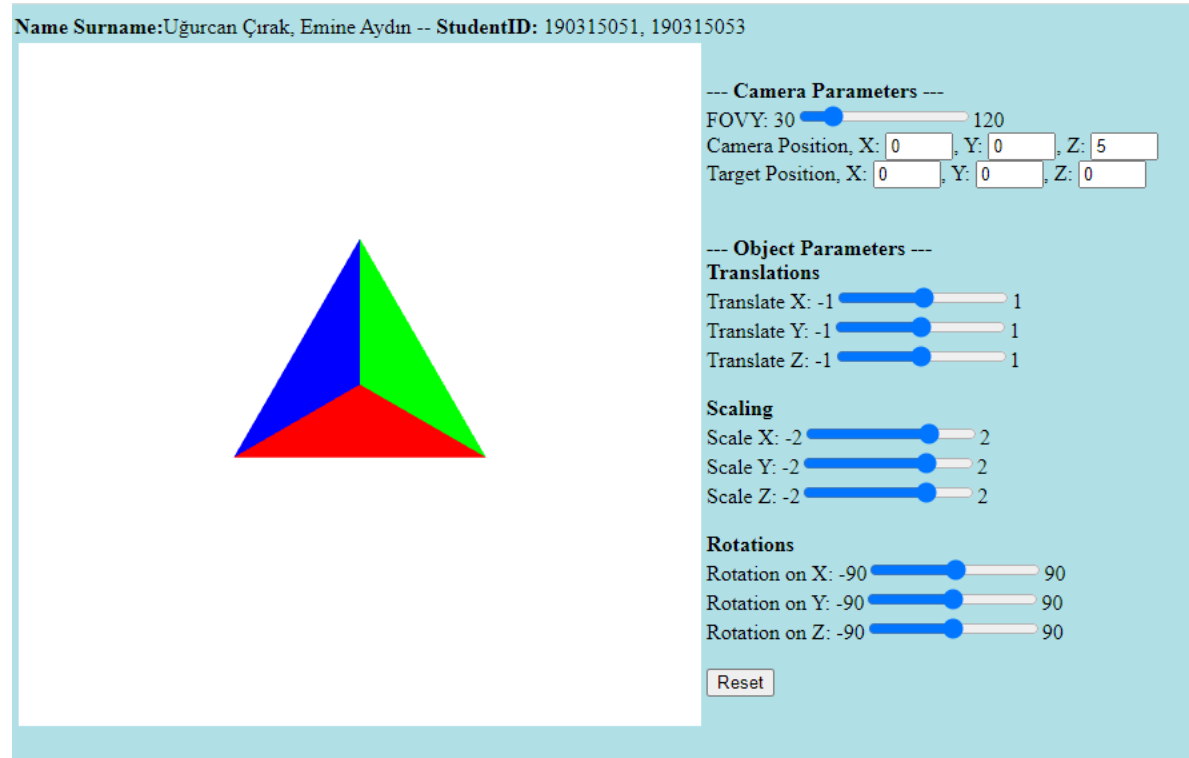 Name Surname:Uğurcan Çırak, Emine Aydın -- StudentID: 190315051, 190315053
--- Camera Parameters ---
FOVY: 30 120
Camera Position, X: 0 , Y: 0 , Z: 5
Target Position, X: 0 , Y: 0 , Z: 0
--- Object Parameters ---
Translations
Translate X: -1 1
Translate Y: -1 1
Translate Z: -1 1
Scaling
Scale X: -2 2
Scale Y: -2 2
Scale Z: -2 2
Rotations
Rotation on X: -90 90
Rotation on Y: -90 90
Rotation on Z: -90 90
Reset